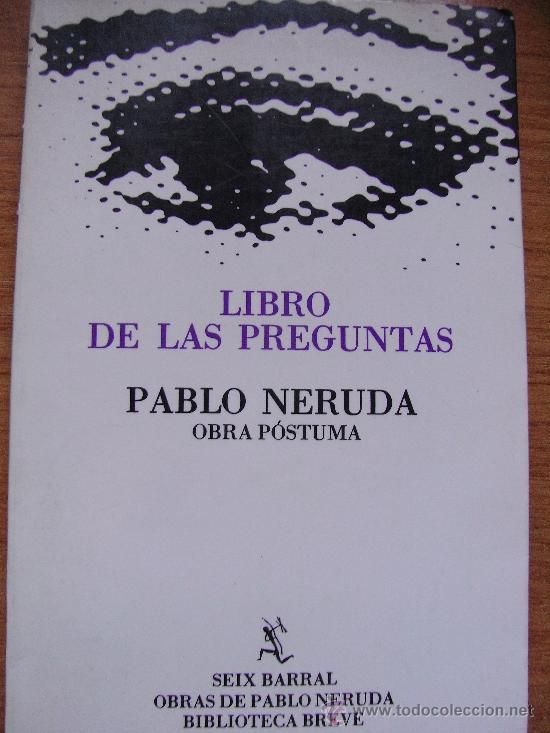 LIBRO
DE LAS PREGUNTAS
PABLO NERUDA
OBRA PÓSTUMA
SEIX BARRAL
OBRAS DE PABLO NERUDA
BIBLIOTECA BREVE
www.todocoleccion.net